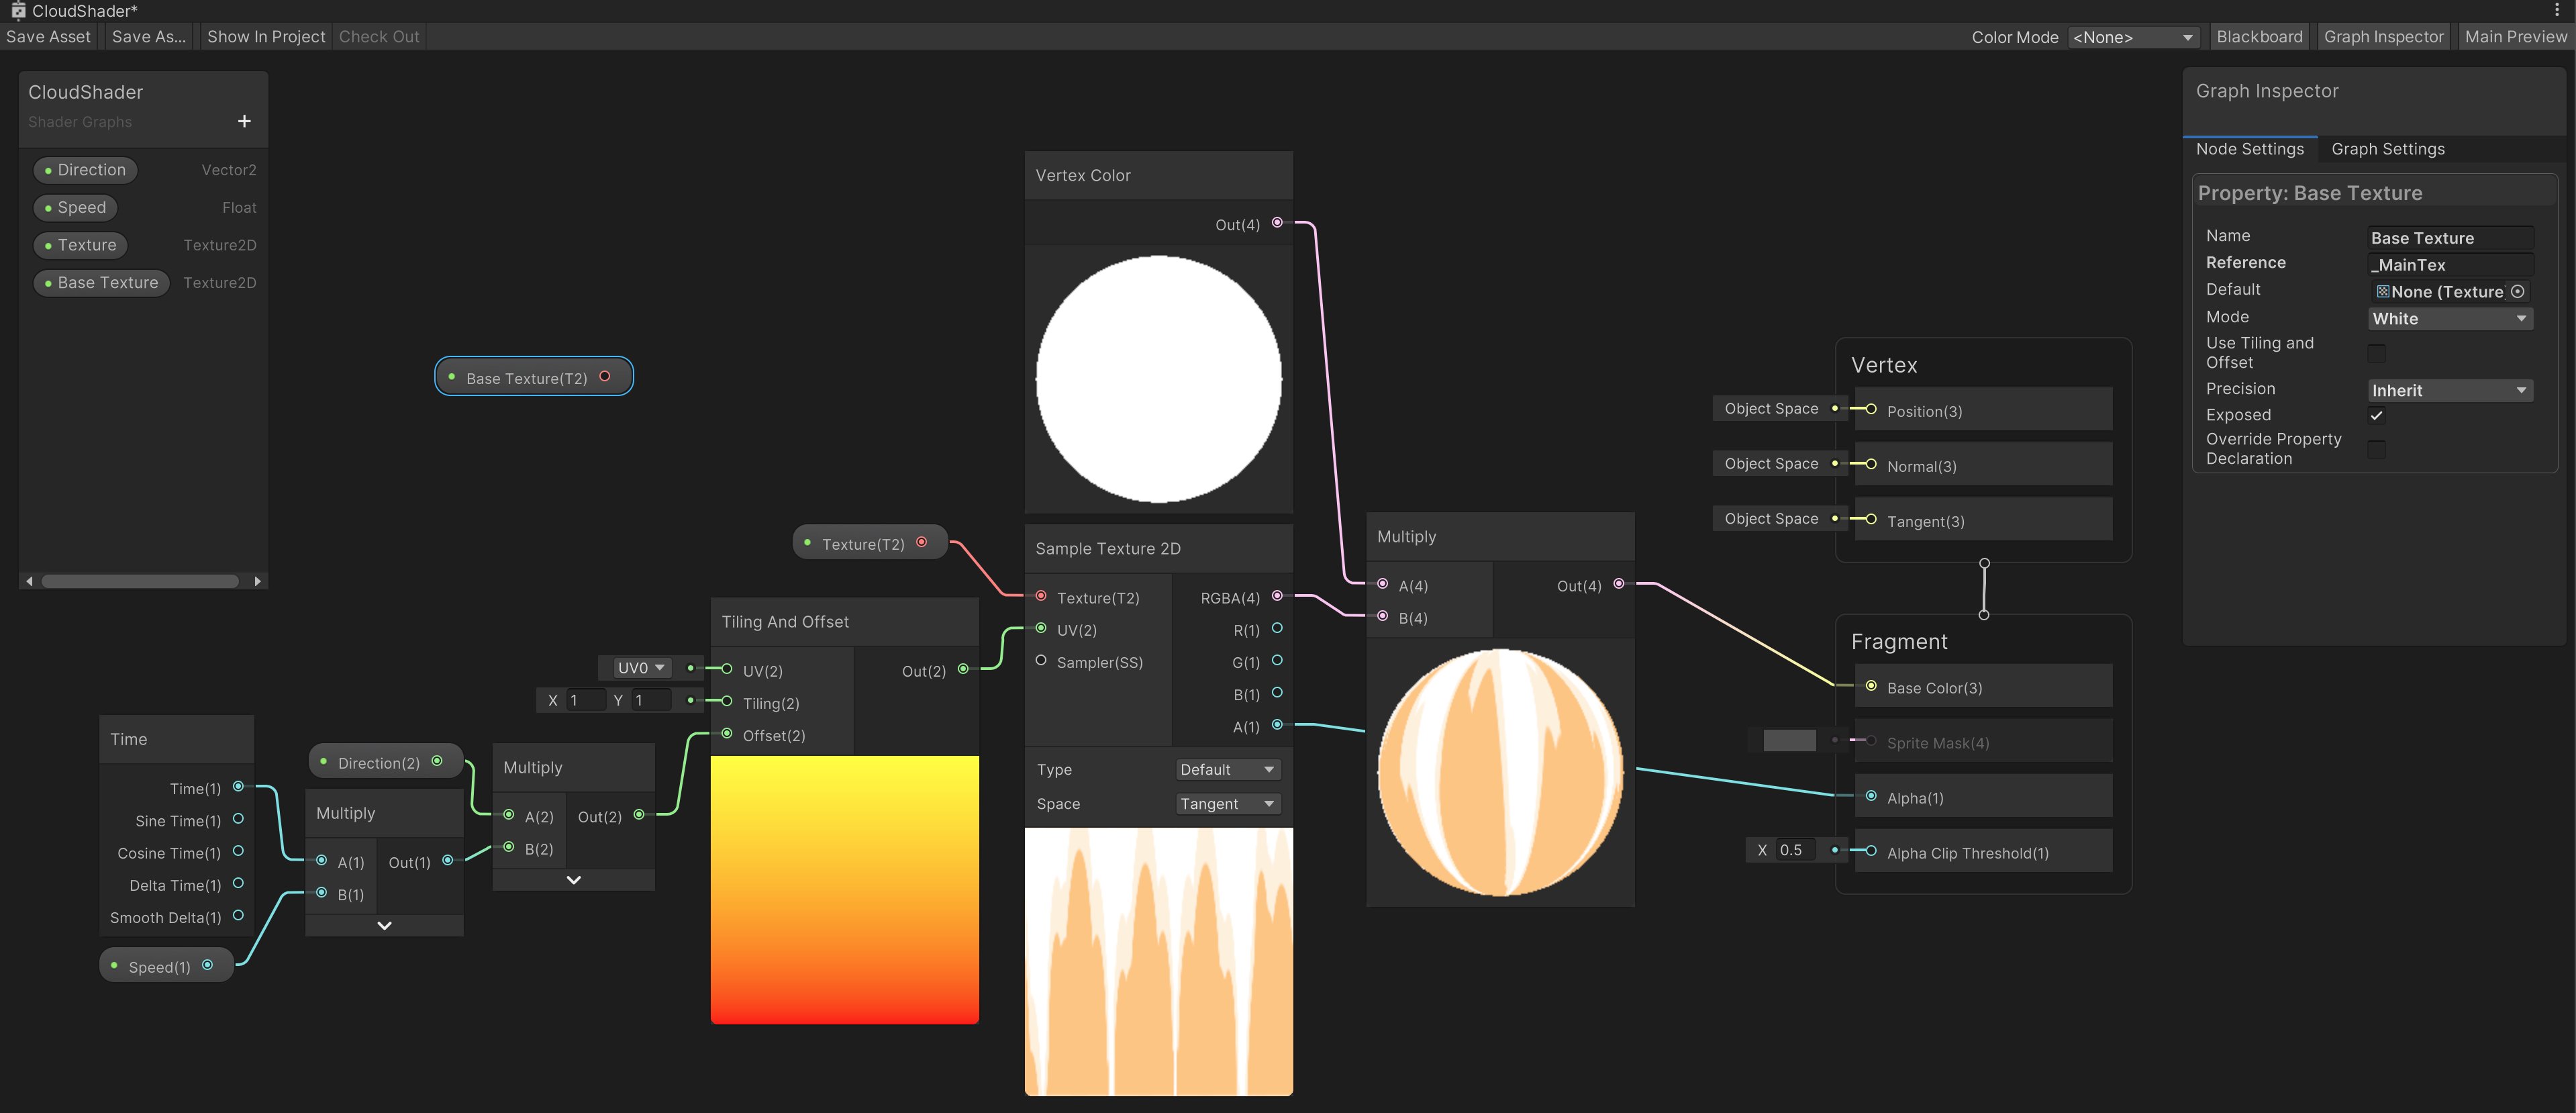 CloudShader*
Save Asset Save As... Show In Project Check Out Color Mode <None> Blackboard Graph Inspector Main Preview
CloudShader
Shader Graphs +
Direction Vector2
Speed Float
Texture Texture2D
Base Texture Texture2D
Base Texture(T2)
Time
Time(1)
Sine Time(1)
Cosine Time(1)
Delta Time(1)
Smooth Delta(1)
Speed(1)
Direction(2)
Multiply
A(1) Out(1)
B(1)
Multiply
A(2) Out(2)
B(2)
UV0
X 1 Y 1
Tiling And Offset
UV(2) Out(2)
Tiling(2)
Offset(2)
Texture(T2)
Vertex Color
Out(4)
Sample Texture 2D
Texture(T2) RGBA(4)
UV(2) R(1)
Sampler(SS) G(1)
B(1)
A(1)
Type Default
Space Tangent
Multiply
A(4) Out(4)
B(4)
Vertex
Object Space Position(3)
Object Space Normal(3)
Object Space Tangent(3)
Fragment
Base Color(3)
Sprite Mask(4)
Alpha(1)
X 0.5 Alpha Clip Threshold(1)
Graph Inspector
Node Settings Graph Settings
Property: Base Texture
Name Base Texture
Reference _MainTex
Default None (Texture
Mode White
Use Tiling and
Offset
Precision Inherit
Exposed
Override Property
Declaration